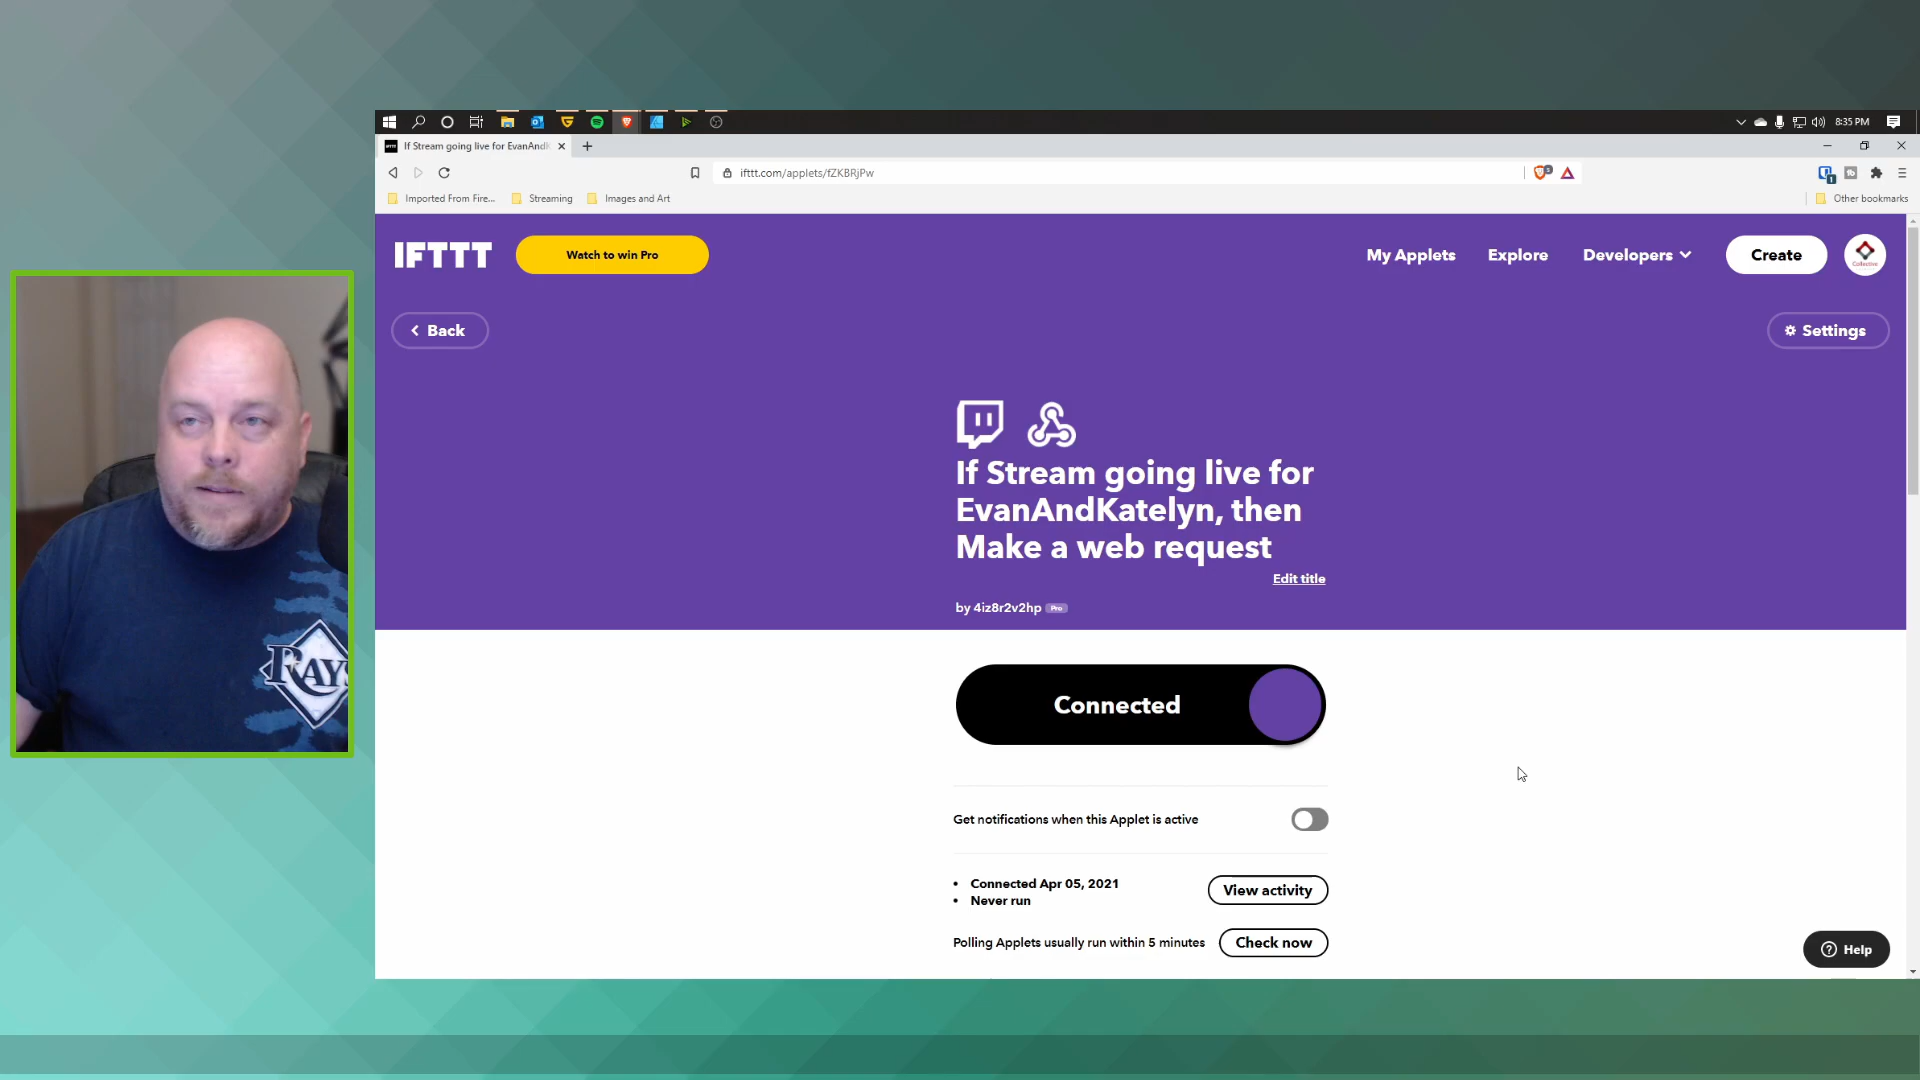 8:35 PM
If Stream going live for EvanAndK
ifttt.com/applets/fZKBRjPw
Imported From Fire...
Streaming
Images and Art
Other bookmarks
IFTTT
Watch to win Pro
My Applets
Explore
Developers
Create
Collective
Back
Settings
If Stream going live for
EvanAndKatelyn, then
Make a web request
Edit title
by 4iz8r2v2hp Pro
Connected
Get notifications when this Applet is active
• Connected Apr 05, 2021
• Never run
View activity
Polling Applets usually run within 5 minutes
Check now
Help
RAYS